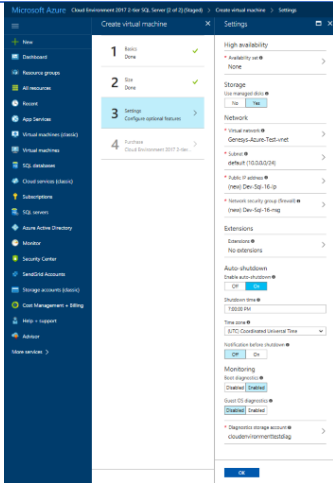 Microsoft Azure
Cloud Environment 2017 2-tier SQL Server [2 of 2] (Staged) > Create virtual machine > Settings
New
Dashboard
Resource groups
All resources
Recent
App Services
Virtual machines (classic)
Virtual machines
SQL databases
Cloud services (classic)
Subscriptions
SQL servers
Azure Active Directory
Monitor
Security Center
SendGrid Accounts
Storage accounts (classic)
Cost Management + Billing
Help + support
Advisor
More services >
Create virtual machine
1 Basics
Done
2 Size
Done
3 Settings
Configure optional features
4 Purchase
Cloud Environment 2017 2-tier...
Settings
High availability
* Availability set
None
Storage
Use managed disks
No Yes
Network
* Virtual network
Genesys-Azure-Test-vnet
* Subnet
default (10.0.0.0/24)
* Public IP address
(new) Dev-Sql-16-ip
* Network security group (firewall)
(new) Dev-Sql-16-nsg
Extensions
Extensions
No extensions
Auto-shutdown
Enable auto-shutdown
Off On
Shutdown time
7:00:00 PM
Time zone
(UTC) Coordinated Universal Time
Notification before shutdown
Off On
Monitoring
Boot diagnostics
Disabled Enabled
Guest OS diagnostics
Disabled Enabled
* Diagnostics storage account
cloudenvironmenttestdiag
OK